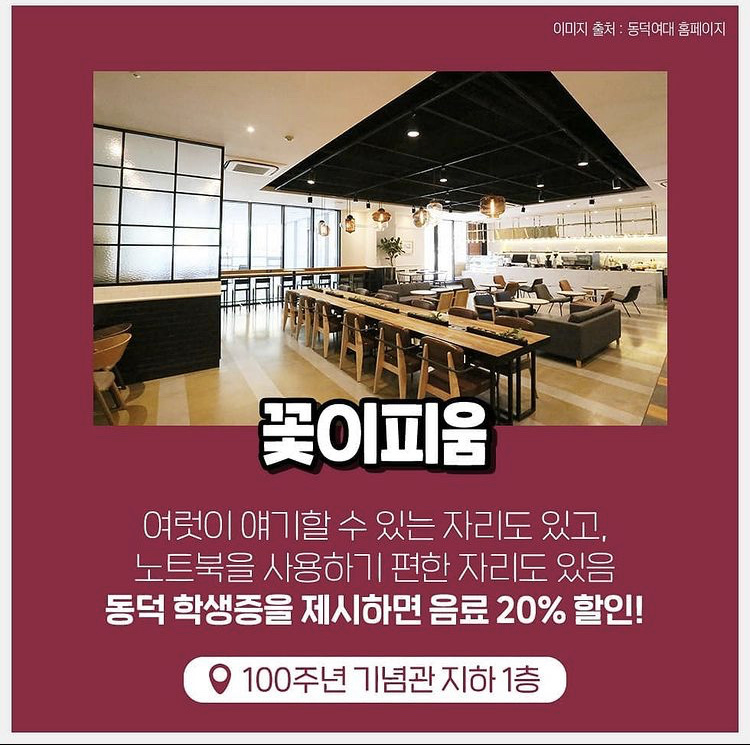 이미지 출처 : 동덕여대 홈페이지
꽃이피움
여럿이 얘기할 수 있는 자리도 있고,
노트북을 사용하기 편한 자리도 있음
동덕 학생증을 제시하면 음료 20% 할인!
100주년 기념관 지하 1층